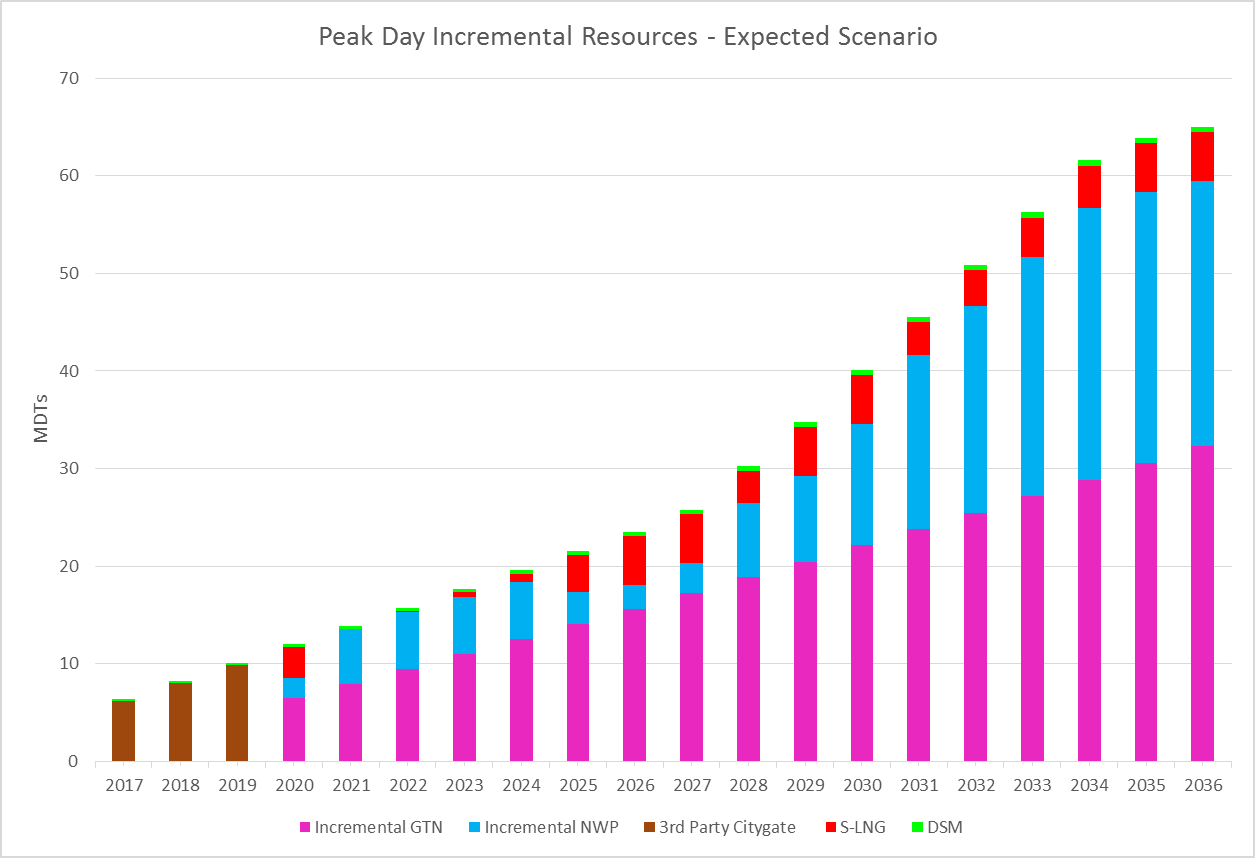 Peak Day Incremental Resources - Expected Scenario
70
60
50
40
30
20
10
0
MDTs
2017 2018 2019 2020 2021 2022 2023 2024 2025 2026 2027 2028 2029 2030 2031 2032 2033 2034 2035 2036
Incremental GTN Incremental NWP 3rd Party Citygate S-LNG DSM